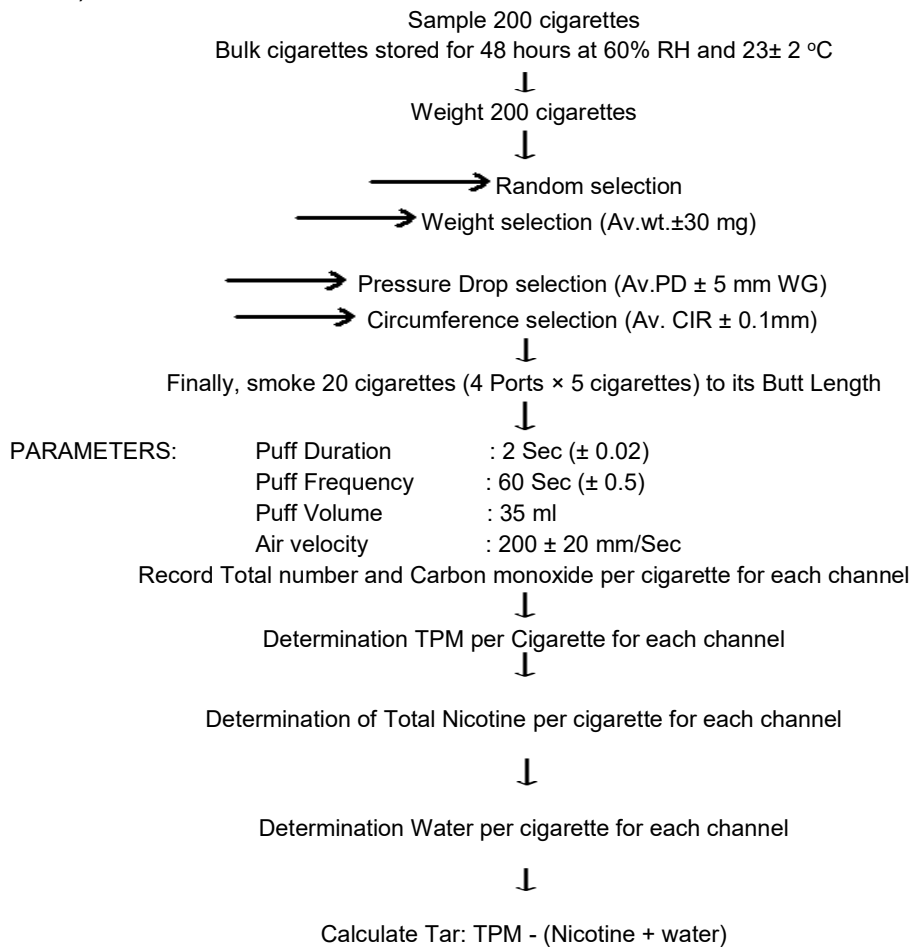 Sample 200 cigarettes
Bulk cigarettes stored for 48 hours at 60% RH and 23± 2 ºC
Weight 200 cigarettes
Random selection
Weight selection (Av.wt.±30 mg)
Pressure Drop selection (Av.PD ± 5 mm WG)
Circumference selection (Av. CIR ± 0.1mm)
Finally, smoke 20 cigarettes (4 Ports × 5 cigarettes) to its Butt Length
PARAMETERS: Puff Duration : 2 Sec (± 0.02)
Puff Frequency : 60 Sec (± 0.5)
Puff Volume : 35 ml
Air velocity : 200 ± 20 mm/Sec
Record Total number and Carbon monoxide per cigarette for each channel
Determination TPM per Cigarette for each channel
Determination of Total Nicotine per cigarette for each channel
Determination Water per cigarette for each channel
Calculate Tar: TPM - (Nicotine + water)